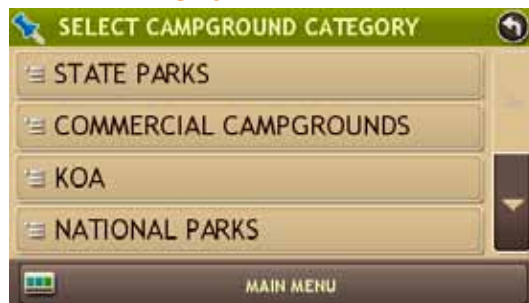 SELECT CAMPGROUND CATEGORY
STATE PARKS
COMMERCIAL CAMPGROUNDS
KOA
NATIONAL PARKS
MAIN MENU